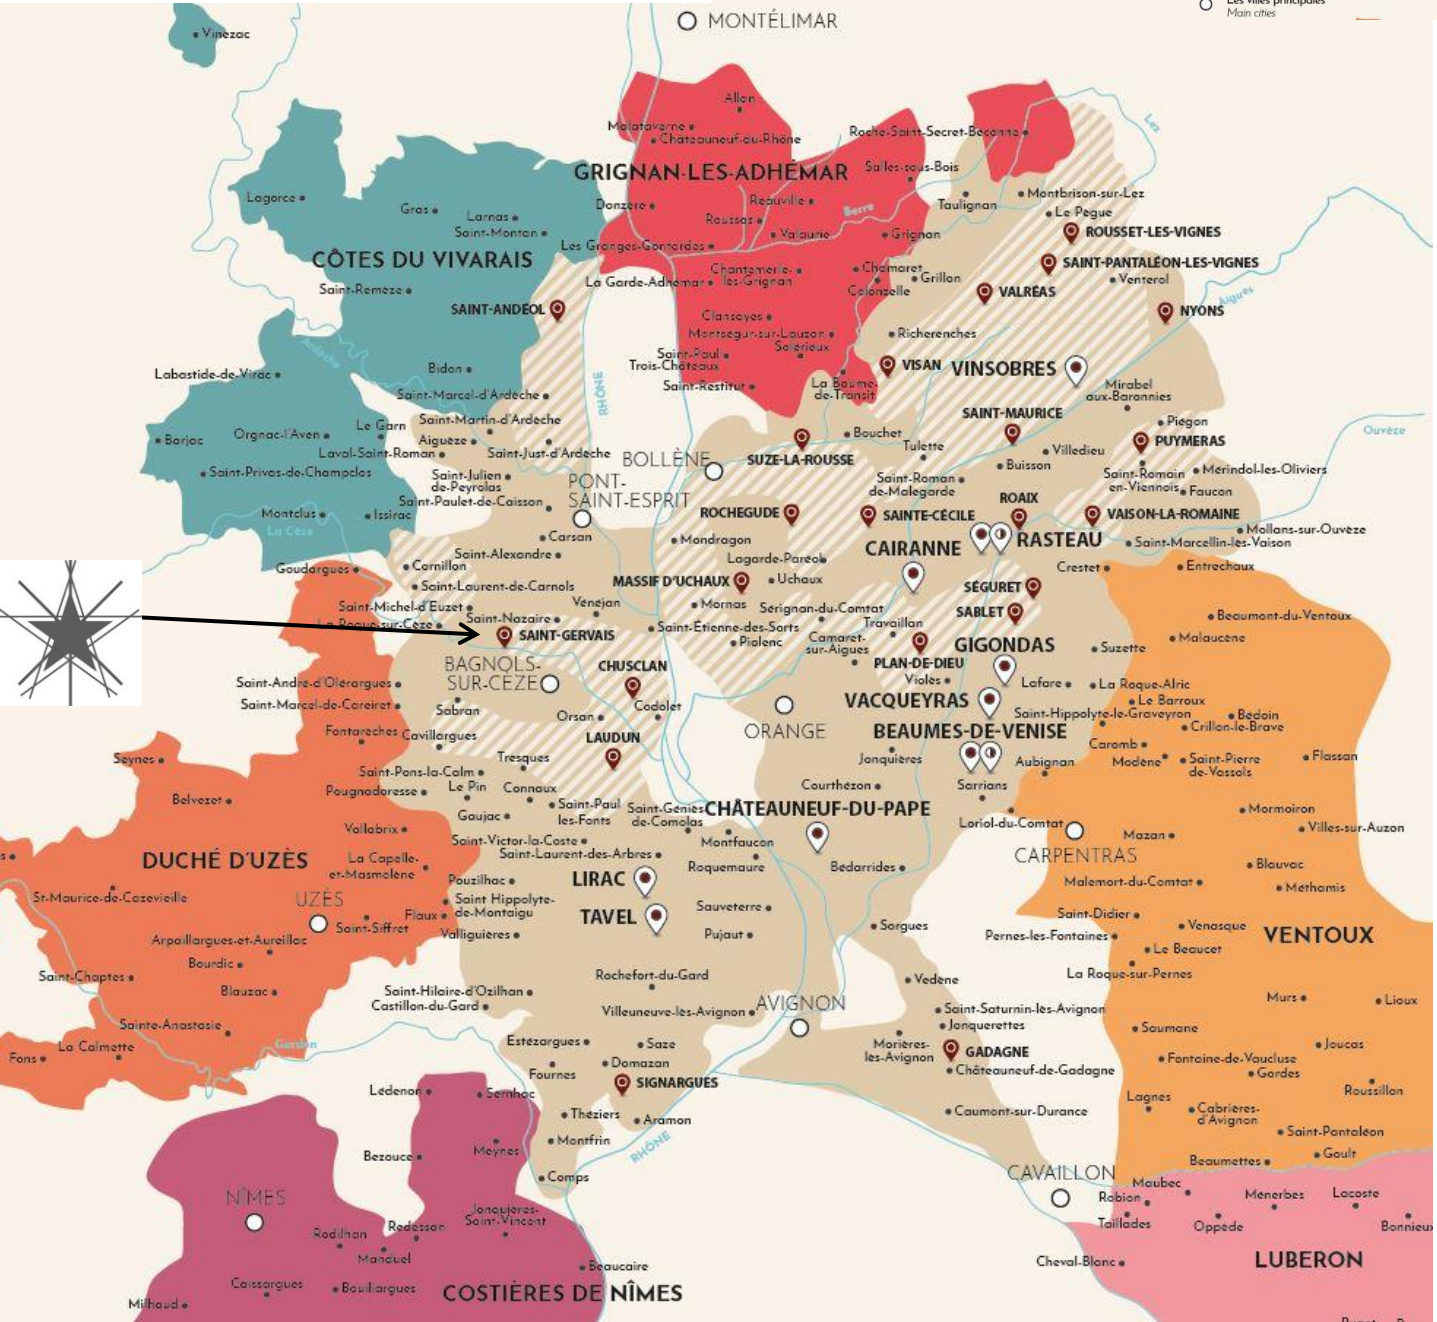 Les villes principales
Main cities
MONTÉLIMAR
Vinezac
Allan
Malataverne
Châteauneuf-du-Rhône
Roche-Saint-Secret-Béconne
Lez
GRIGNAN-LES-ADHÉMAR
Salles-sous-Bois
Lagorce
Gras
Larnas
Saint-Montan
Donzère
Réauville
Roussas
Valaurie
Berre
Taulignan
Montbrison-sur-Lez
Le Pègue
Grignan
ROUSSET-LES-VIGNES
Les Granges-Gontardes
CÔTES DU VIVARAIS
SAINT-PANTALÉON-LES-VIGNES
Chantemerle-
lès-Grignan
La Garde-Adhémar
Chamaret
Colonzelle
Grillon
Venterol
Saint-Remèze
VALRÉAS
Aigues
SAINT-ANDÉOL
NYONS
Clansayes
Montségur-sur-Lauzon
Solérieux
Richerenches
Ardèche
Saint-Paul
Trois-Châteaux
VISAN
VINSOBRES
Labastide-de-Virac
Bidon
Saint-Restitut
La Baume-
de-Transit
Mirabel
aux-Baronnies
RHÔNE
Saint-Marcel-d'Ardèche
SAINT-MAURICE
Saint-Martin-d'Ardèche
Piégon
Ouvèze
Barjac
Orgnac-l'Aven
Le Garn
Aiguèze
Bouchet
PUYMERAS
Laval-Saint-Roman
Saint-Just-d'Ardèche
BOLLÈNE
SUZE-LA-ROUSSE
Tulette
Villedieu
Buisson
Saint-Privas-de-Champclos
Saint-Julien
de-Peyrolas
PONT-
SAINT-ESPRIT
Saint-Roman
de-Malegarde
Saint-Romain
en-Viennois
Mérindol-les-Oliviers
Faucon
Saint-Paulet-de-Caisson
ROAIX
Montclus
Issirac
ROCHEGUDE
SAINTE-CÉCILE
VAISON-LA-ROMAINE
La Cèze
Carsan
Mondragon
CAIRANNE
RASTEAU
Mollans-sur-Ouvèze
Saint-Marcellin-lès-Vaison
Saint-Alexandre
Lagarde-Paréol
Goudargues
Cornillon
Crestet
Entrechaux
Saint-Laurent-de-Carnols
MASSIF D'UCHAUX
Uchaux
SÉGURET
Saint-Michel-d'Euzet
Vénéjan
Mornas
Sérignan-du-Comtat
SABLET
Beaumont-du-Ventoux
La Roque-sur-Cèze
Saint-Nazaire
SAINT-GERVAIS
Saint-Étienne-des-Sorts
Piolenc
Camaret-
sur-Aigues
Travaillan
GIGONDAS
Malaucène
Suzette
BAGNOLS-
SUR-CÈZE
CHUSCLAN
PLAN-DE-DIEU
Violès
Saint-André-d'Olérargues
Lafare
La Roque-Alric
Saint-Marcel-de-Careiret
Sabran
Orsan
Codolet
VACQUEYRAS
Le Barroux
Saint-Hippolyte-le-Graveyron
Bédoin
Crillon-le-Brave
Fontarèches
Cavillargues
LAUDUN
ORANGE
BEAUMES-DE-VENISE
Caromb
Seynes
Tresques
Jonquières
Aubignan
Modène
Saint-Pierre
de-Vassols
Flassan
Saint-Pons-la-Calm
Belvezet
Pougnadoresse
Le Pin
Connaux
Courthézon
Sarrians
Saint-Paul
les-Fonts
Saint-Géniès
de-Comolas
CHÂTEAUNEUF-DU-PAPE
Mormoiron
Gaujac
Loriol-du-Comtat
Vallabrix
Saint-Victor-la-Coste
Montfaucon
Mazan
Villes-sur-Auzon
DUCHÉ D'UZÈS
La Capelle-
et-Masmolène
Saint-Laurent-des-Arbres
Roquemaure
Bédarrides
CARPENTRAS
Blauvac
St-Maurice-de-Cazevieille
Pouzilhac
LIRAC
Malemort-du-Comtat
Méthamis
UZÈS
Flaux
Saint Hippolyte-
de-Montaigu
TAVEL
Sauveterre
Saint-Didier
Saint-Siffret
Valliguières
Pujaut
Sorgues
Pernes-les-Fontaines
Venasque
VENTOUX
Arpaillargues-et-Aureillac
Le Beaucet
Bourdic
Saint-Chaptes
Rochefort-du-Gard
Vedène
La Roque-sur-Pernes
Blauzac
Saint-Hilaire-d'Ozilhan
Castillon-du-Gard
Villeuneuve-lès-Avignon
AVIGNON
Murs
Lioux
Saint-Saturnin-lès-Avignon
Jonquerettes
Sainte-Anastasie
Saumane
Gardon
Estézargues
Saze
Morières-
lès-Avignon
GADAGNE
Joucas
La Calmette
Fons
Domazan
Fournes
Châteauneuf-de-Gadagne
Fontaine-de-Vaucluse
Gordes
SIGNARGUES
Lédenon
Sernhac
Lagnes
Roussillon
Théziers
Aramon
Caumont-sur-Durance
Cabrières-
d'Avignon
Montfrin
RHÔNE
Saint-Pantaléon
Bezouce
Meynes
Beaumettes
Goult
Comps
CAVAILLON
Maubec
Robion
Ménerbes
Lacoste
NÎMES
Jonquières-
Saint-Vincent
Taillades
Oppède
Bonnieux
Rodilhan
Redessan
Manduel
Beaucaire
Cheval-Blanc
LUBERON
Caissargues
Bouillargues
COSTIÈRES DE NÎMES
Milhaud